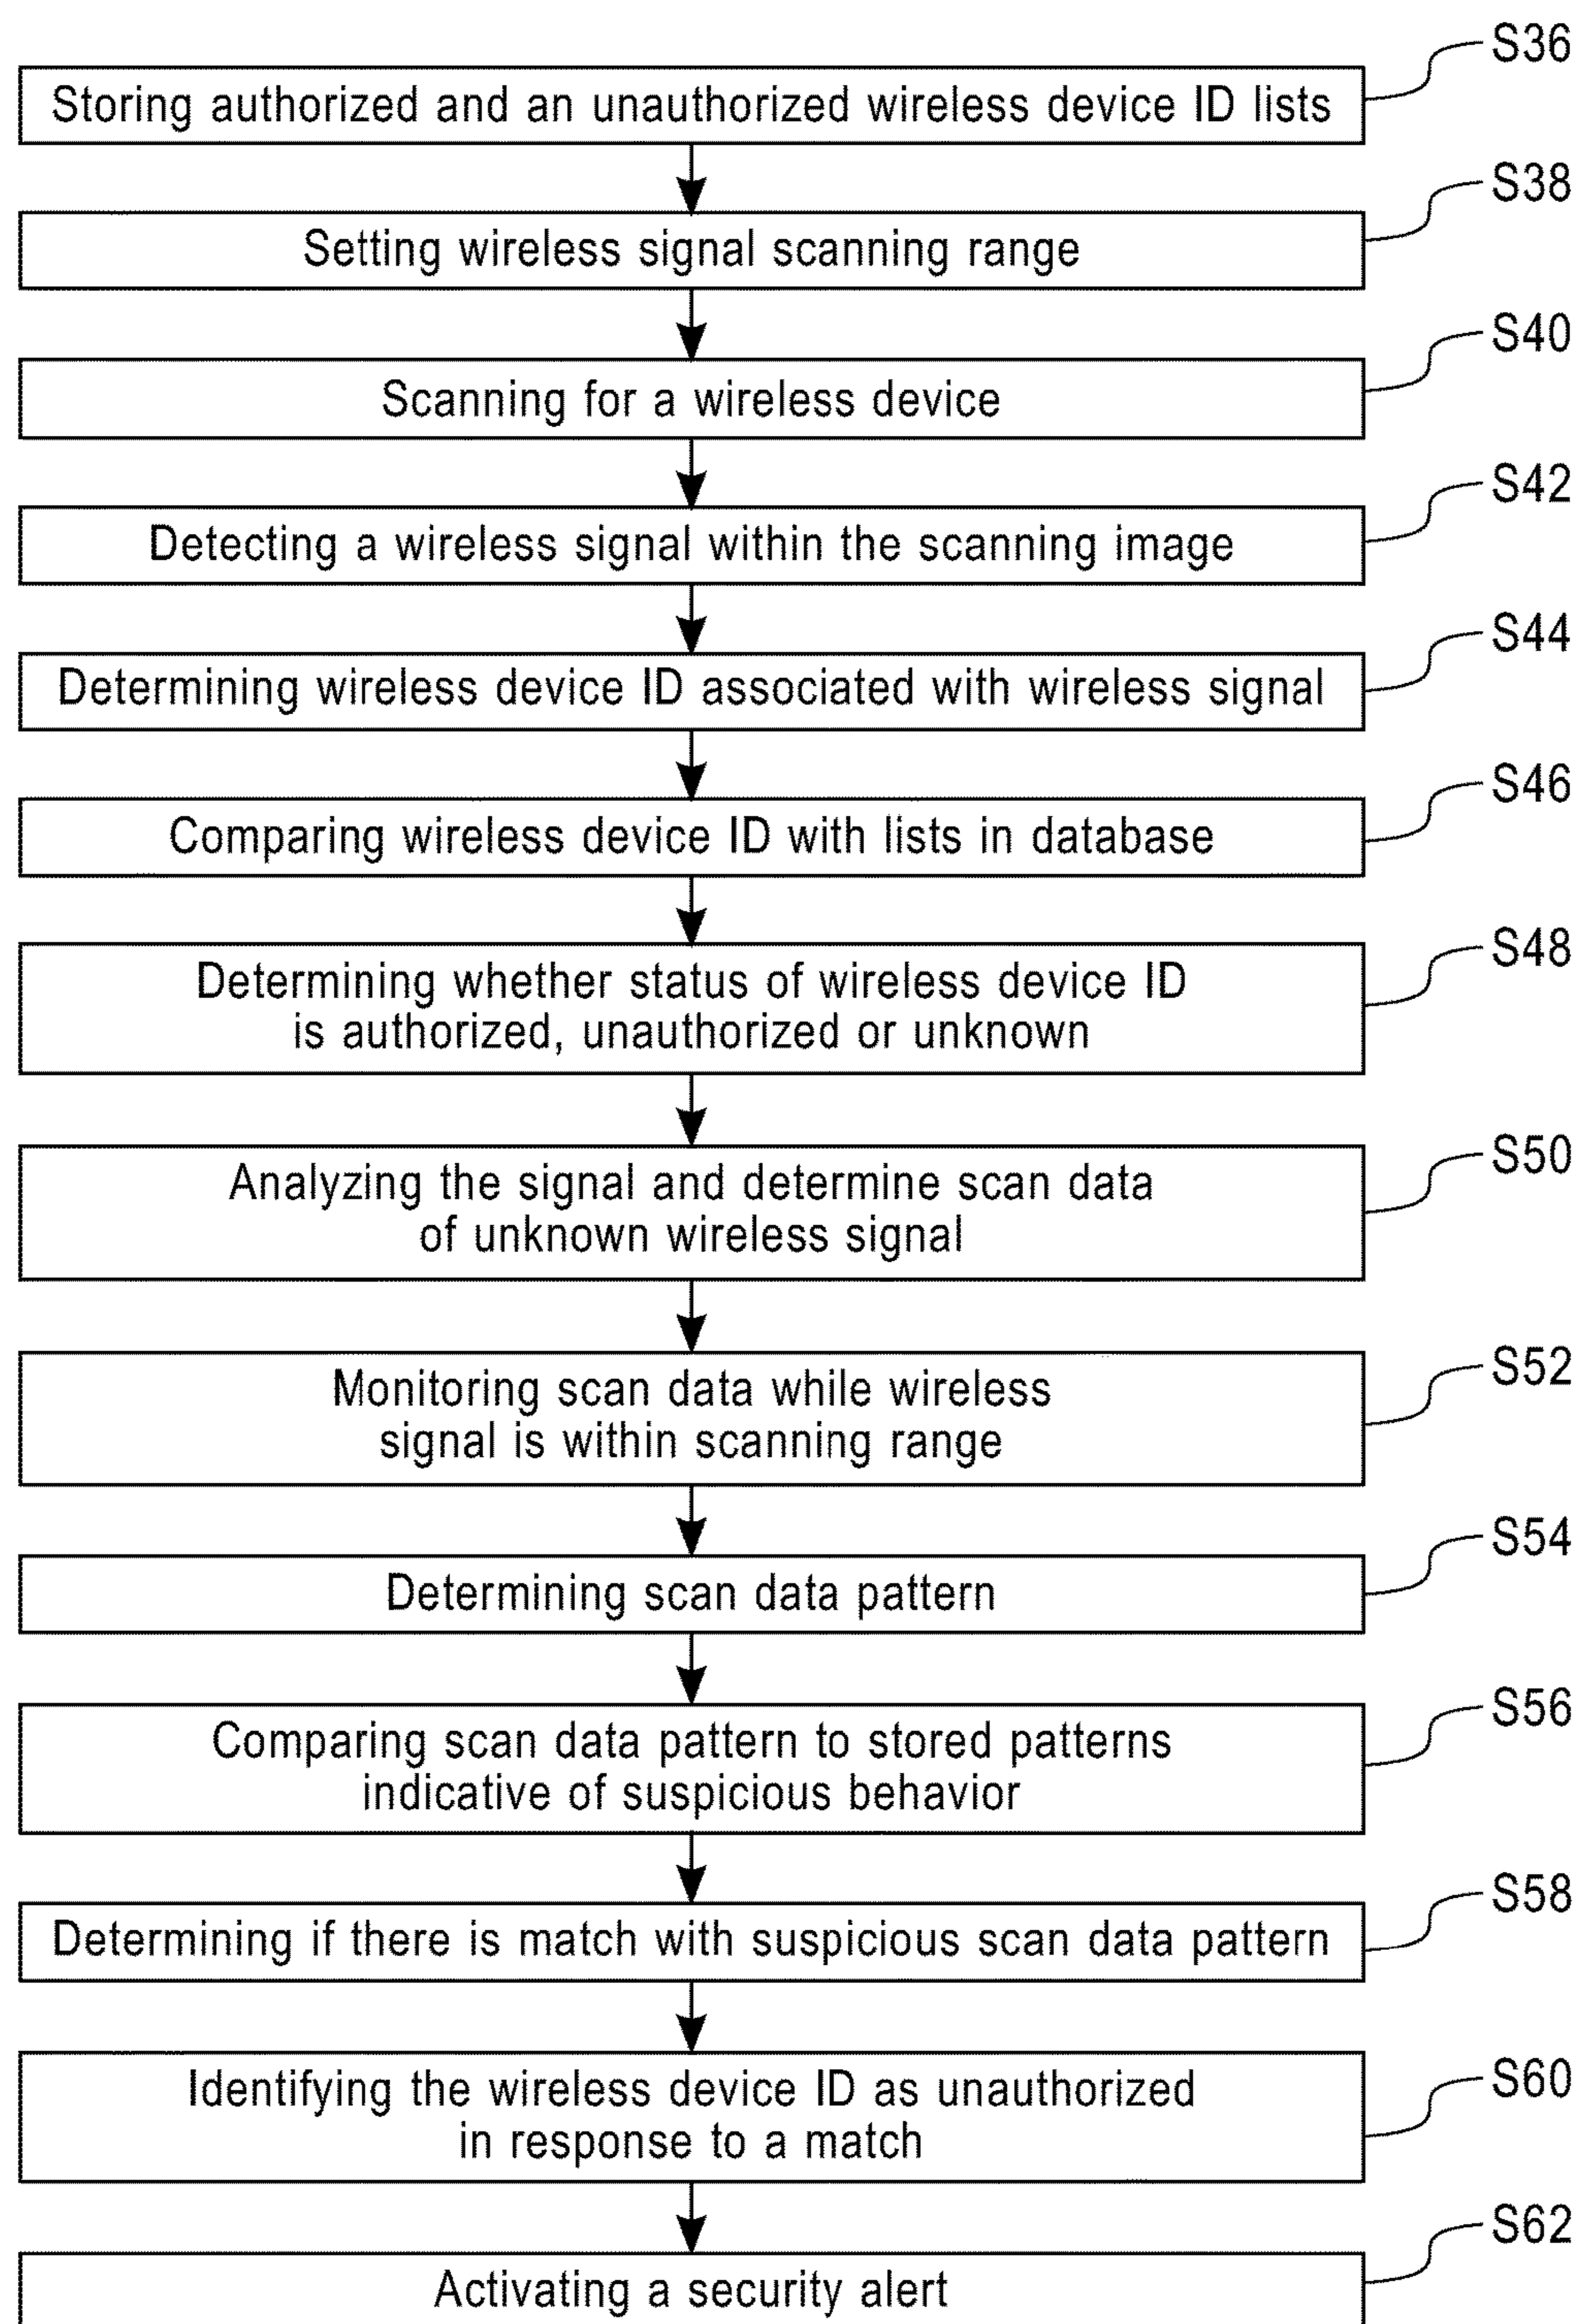 S36
Storing authorized and an unauthorized wireless device ID lists
S38
Setting wireless signal scanning range
S40
Scanning for a wireless device
S42
Detecting a wireless signal within the scanning image
S44
Determining wireless device ID associated with wireless signal
S46
Comparing wireless device ID with lists in database
S48
Determining whether status of wireless device ID
is authorized, unauthorized or unknown
S50
Analyzing the signal and determine scan data
of unknown wireless signal
S52
Monitoring scan data while wireless
signal is within scanning range
S54
Determining scan data pattern
S56
Comparing scan data pattern to stored patterns
indicative of suspicious behavior
S58
Determining if there is match with suspicious scan data pattern
S60
Identifying the wireless device ID as unauthorized
in response to a match
S62
Activating a security alert